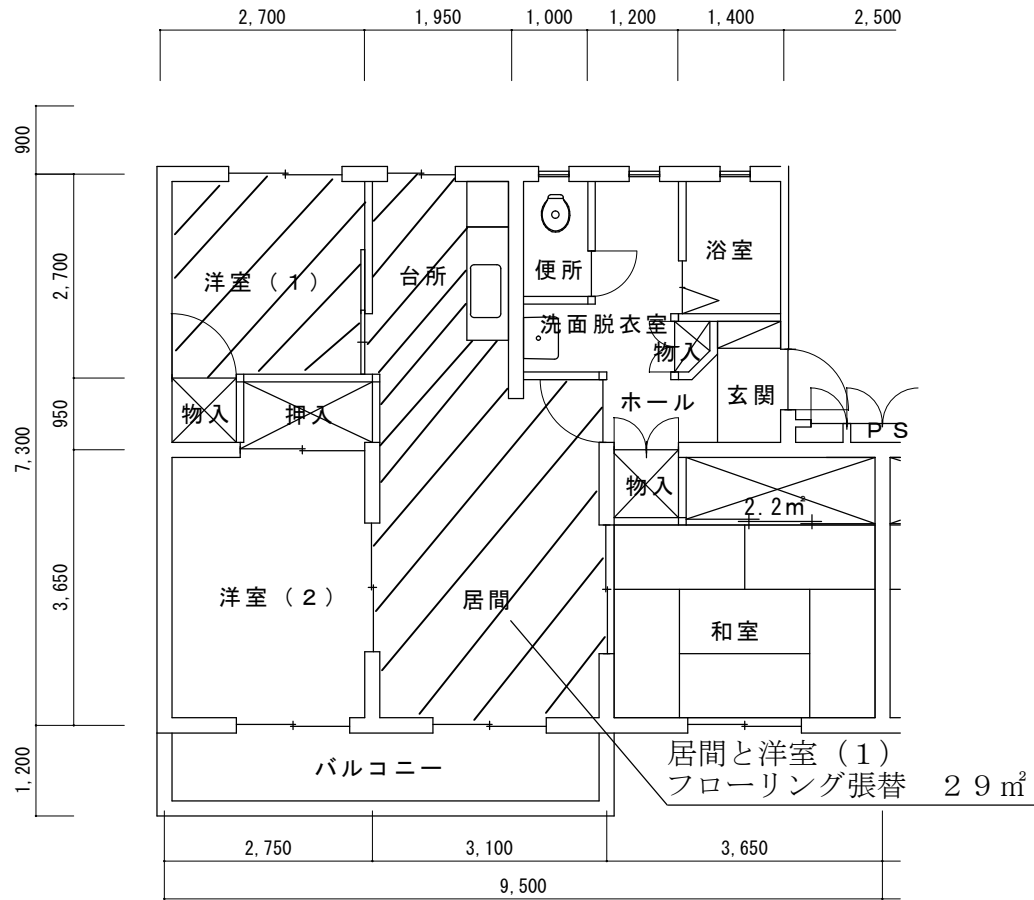 2,700 1,950 1,000 1,200 1,400 2,500
900
2,700
950
7,300
3,650
1,200
洋室（1）
台所
便所
浴室
洗面脱衣室
物入
物入
押入
ホール
玄関
ＰＳ
物入
2.2㎡
洋室（２）
居間
和室
バルコニー
居間と洋室（1）
フローリング張替　２９㎡
2,750 3,100 3,650
9,500